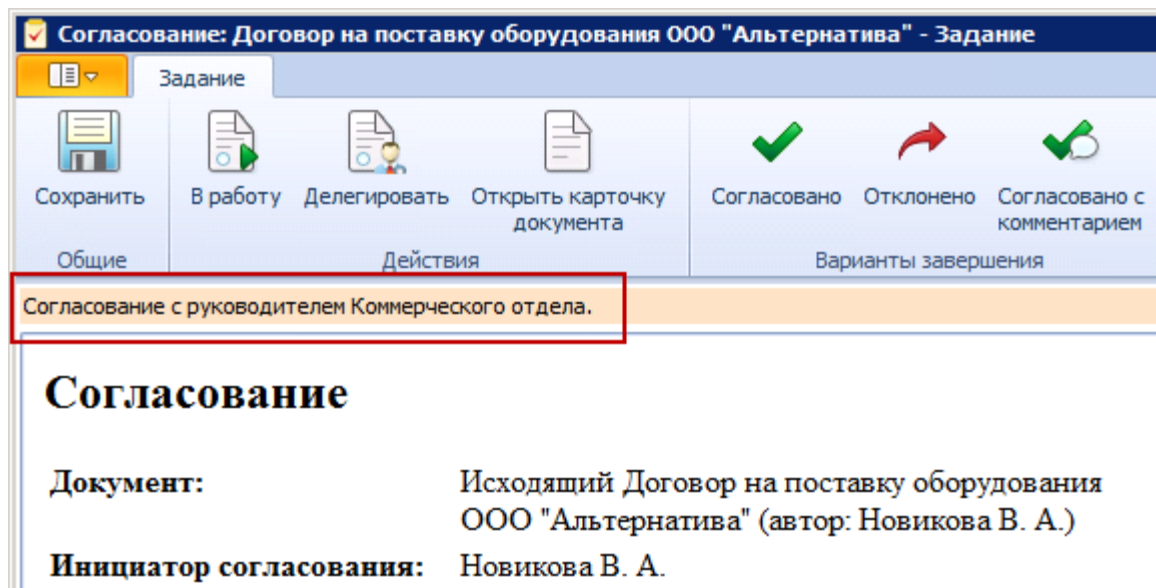 Согласование: Договор на поставку оборудования ООО "Альтернатива" - Задание
Задание
Сохранить
В работу
Делегировать
Открыть карточку
документа
Согласовано
Отклонено
Согласовано с
комментарием
Общие
Действия
Варианты завершения
Согласование с руководителем Коммерческого отдела.
Согласование
Документ: Исходящий Договор на поставку оборудования
ООО "Альтернатива" (автор: Новикова В. А.)
Инициатор согласования: Новикова В. А.